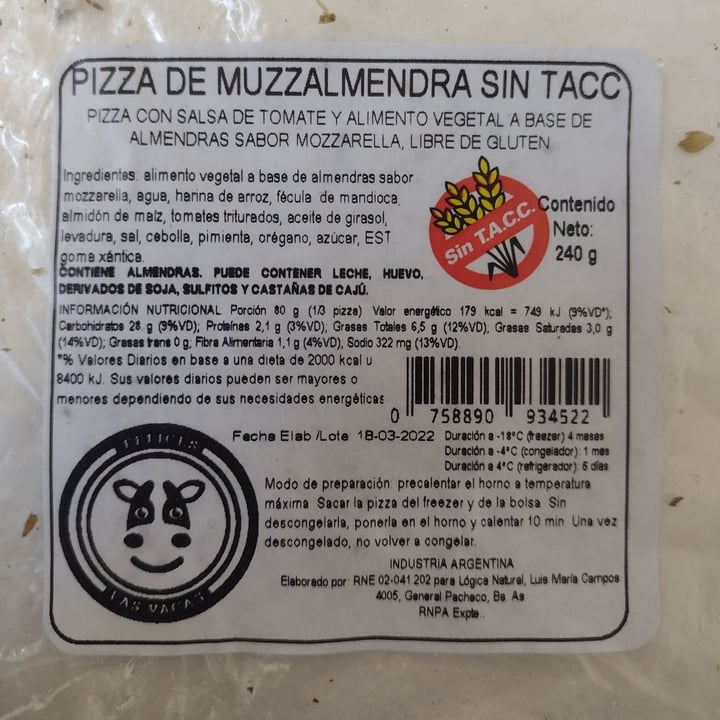 PIZZA DE MUZZALMENDRA SIN TACC
PIZZA CON SALSA DE TOMATE Y ALIMENTO VEGETAL A BASE DE
ALMENDRAS SABOR MOZZARELLA, LIBRE DE GLUTEN
Ingredientes: alimento vegetal a base de almendras sabor
mozzarella, agua, harina de arroz, fécula de mandioca,
almidón de maíz, tomates triturados, aceite de girasol,
levadura, sal, cebolla, pimienta, orégano, azúcar, EST.
goma xántica.
Sin T.A.C.C.
Contenido
Neto:
240 g
CONTIENE ALMENDRAS. PUEDE CONTENER LECHE, HUEVO,
DERIVADOS DE SOJA, SULFITOS Y CASTAÑAS DE CAJÚ.
INFORMACIÓN NUTRICIONAL: Porción 80 g (1/3 pizza) Valor energético 179 kcal = 749 kJ (9%VD*);
Carbohidratos 28 g (9%VD); Proteínas 2,1 g (3%VD), Grasas Totales 6,5 g (12%VD), Grasas Saturadas 3,0 g
(14%VD); Grasas trans 0 g; Fibra Alimentaria 1,1 g (4%VD), Sodio 322 mg (13%VD).
*% Valores Diarios en base a una dieta de 2000 kcal u
8400 kJ. Sus valores diarios pueden ser mayores o
menores dependiendo de sus necesidades energéticas
0 758890 934522
Fecha Elab /Lote 18-03-2022
Duración a -18°C (freezer) 4 meses
Duración a -4°C (congelador): 1 mes
Duración a 4°C (refrigerador) 5 días
FELICES
LAS VACAS
Modo de preparación: precalentar el horno a temperatura
máxima. Sacar la pizza del freezer y de la bolsa. Sin
descongelarla, ponerla en el horno y calentar 10 min. Una vez
descongelado, no volver a congelar.
INDUSTRIA ARGENTINA
Elaborado por: RNE 02-041 202 para Lógica Natural, Luis María Campos
4005, General Pacheco, Bs As
RNPA Expte..